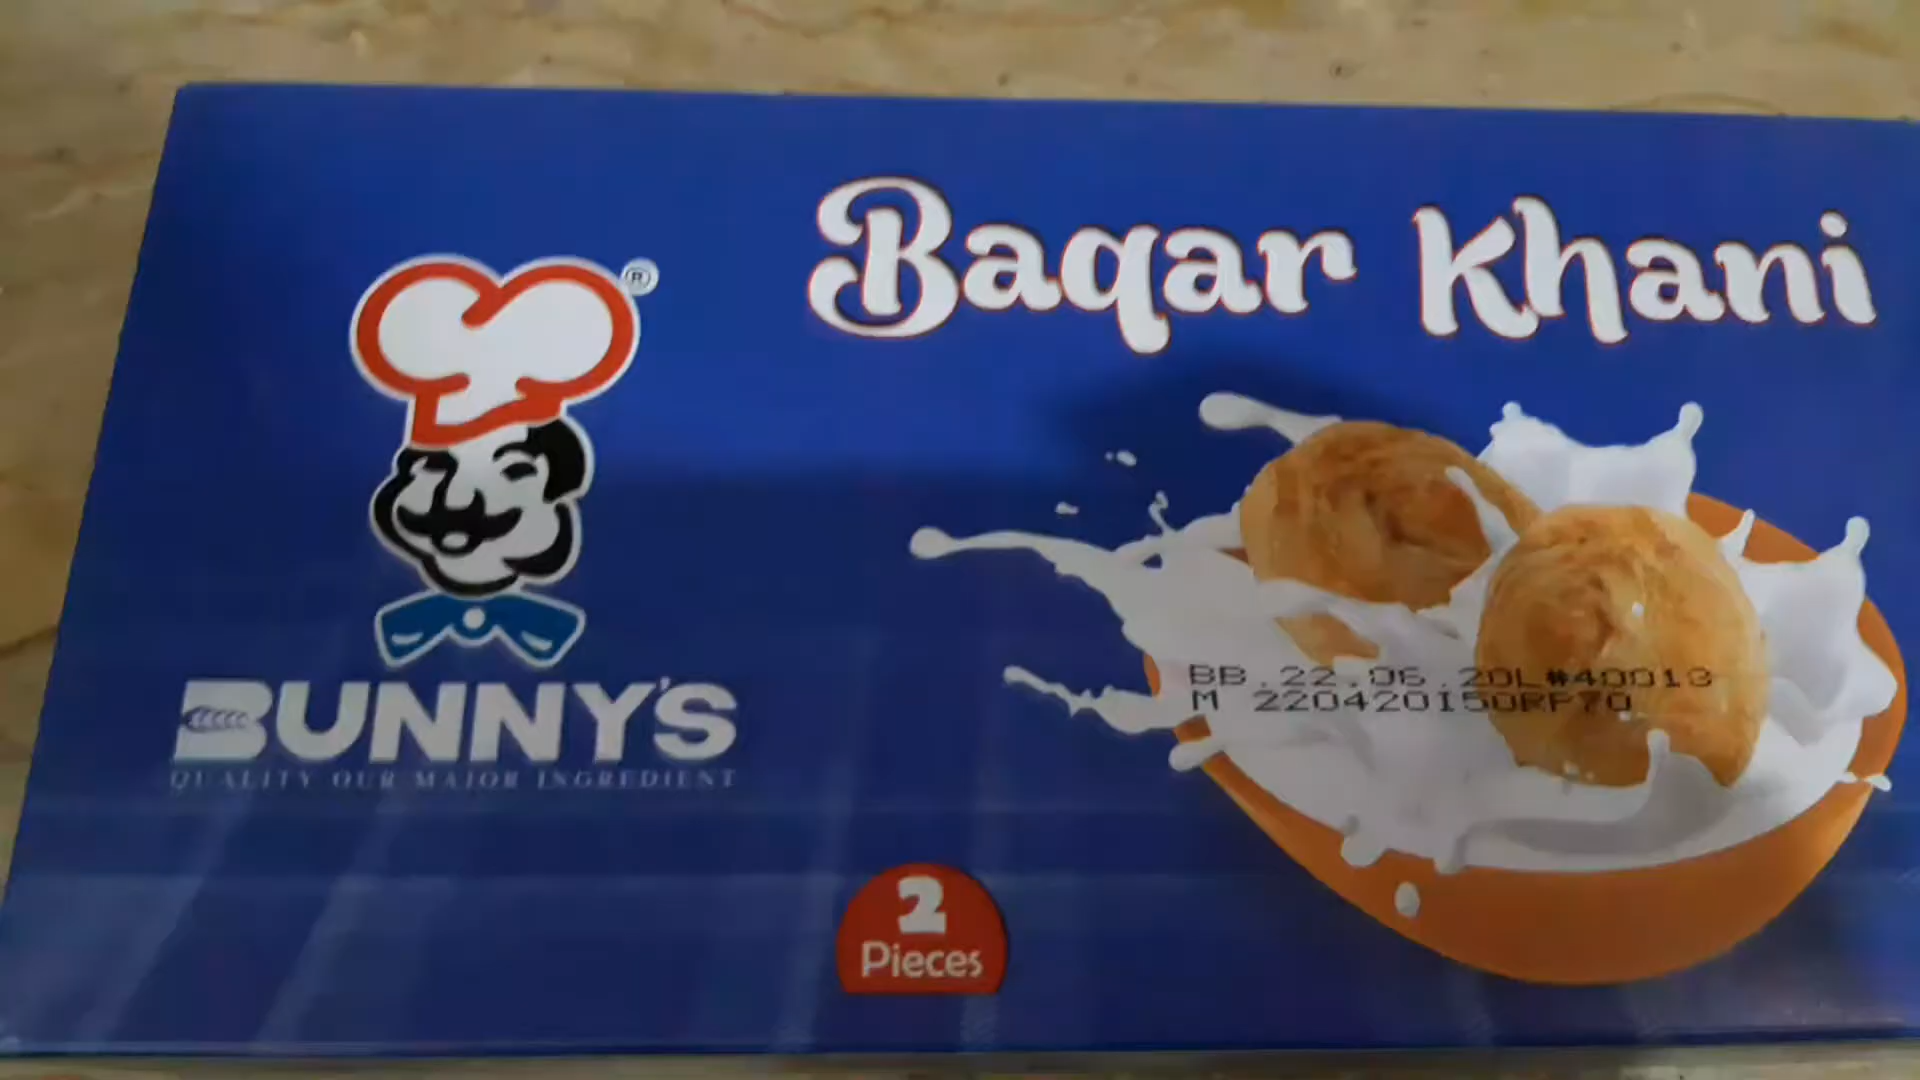 Baqar Khani
®
BUNNY'S
QUALITY OUR MAJOR INGREDIENT
BB.22.06.20L#40013
M 220420150RP70
2
Pieces